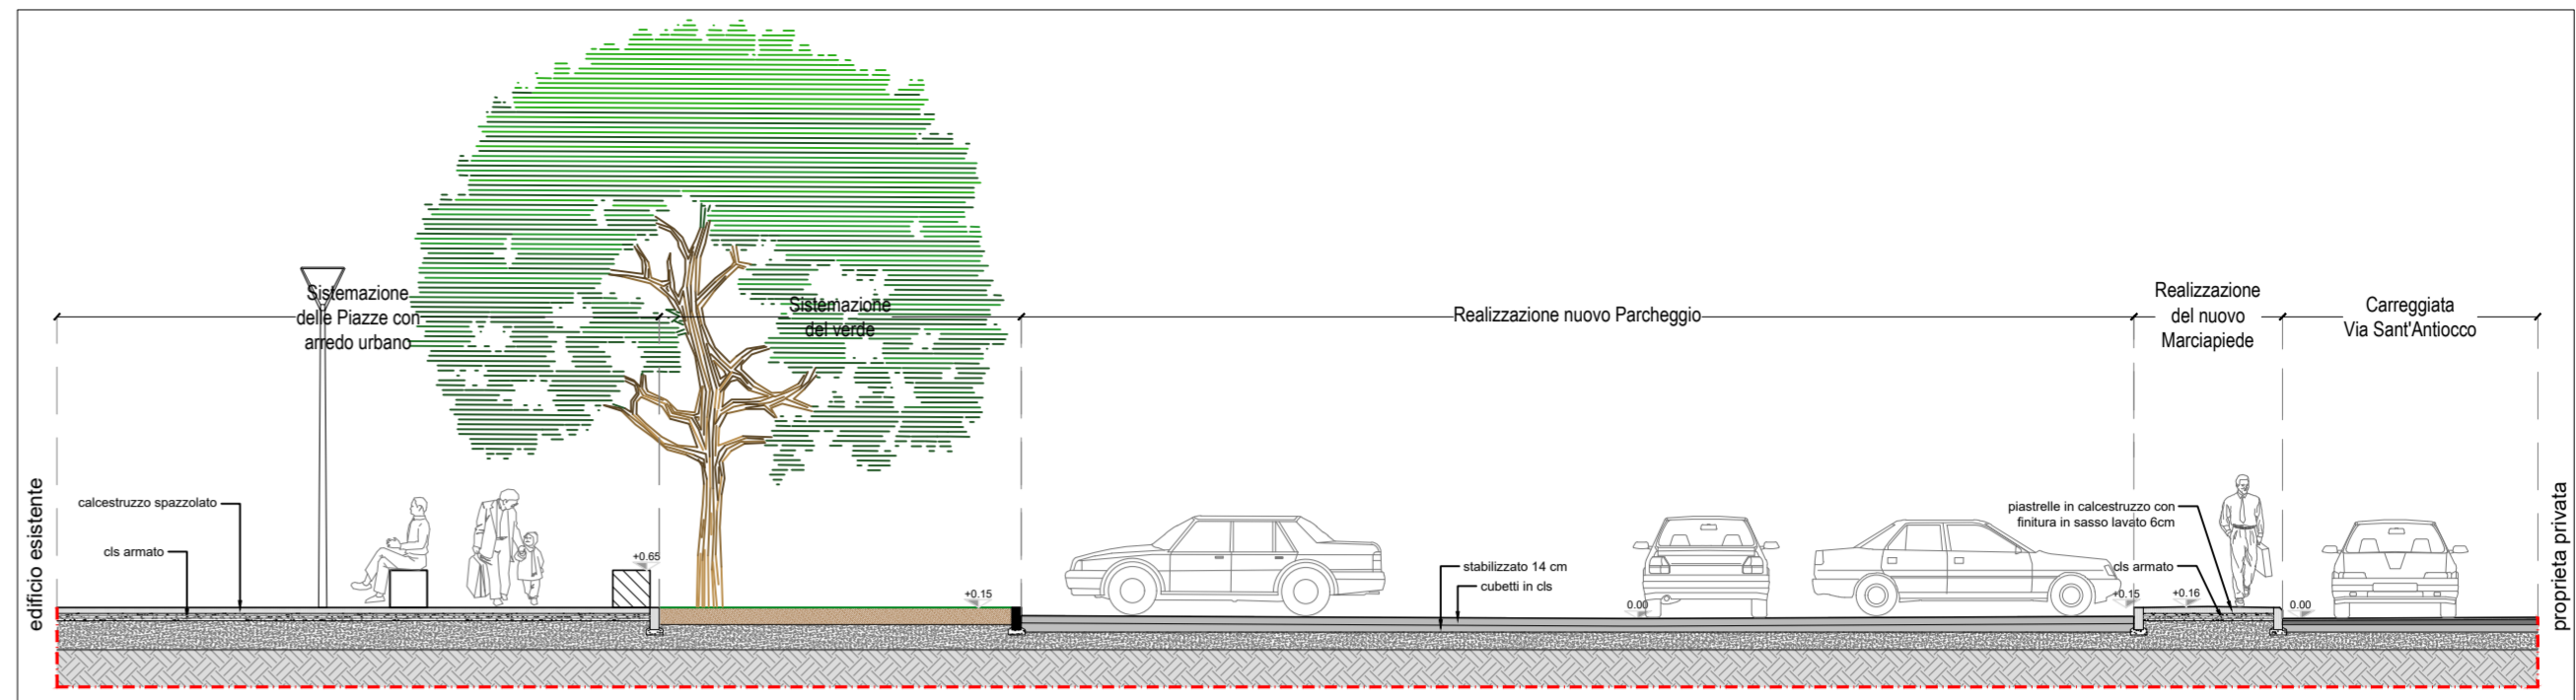 Sistemazione
delle Piazze con
arredo urbano
Sistemazione
del verde
Realizzazione nuovo Parcheggio
Realizzazione
del nuovo
Marciapiede
Carreggiata
Via Sant'Antiocco
edificio esistente
calcestruzzo spazzolato
cls armato
+0.65
+0.15
stabilizzato 14 cm
cubetti in cls
0.00
piastrelle in calcestruzzo con
finitura in sasso lavato 6cm
cls armato
+0.15
+0.16
0.00
proprieta privata